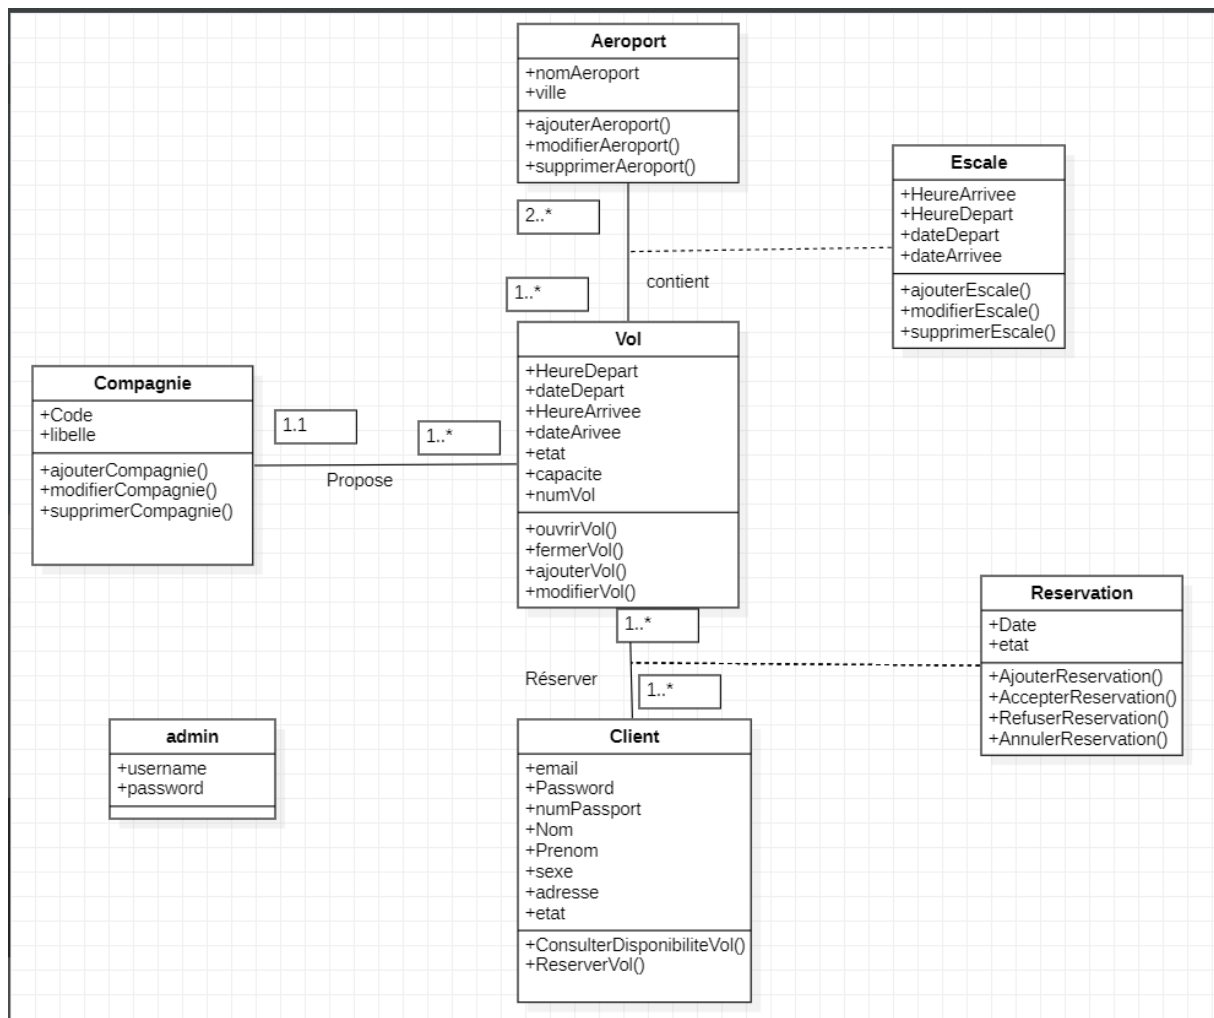 Aeroport
+nomAeroport
+ville
+ajouterAeroport()
+modifierAeroport()
+supprimerAeroport()
2..*
1..*
contient
Escale
+HeureArrivee
+HeureDepart
+dateDepart
+dateArrivee
+ajouterEscale()
+modifierEscale()
+supprimerEscale()
Vol
+HeureDepart
+dateDepart
+HeureArrivee
+dateArivee
+etat
+capacite
+numVol
+ouvrirVol()
+fermerVol()
+ajouterVol()
+modifierVol()
Compagnie
+Code
+libelle
+ajouterCompagnie()
+modifierCompagnie()
+supprimerCompagnie()
1.1
1..*
Propose
1..*
Réserver
1..*
Reservation
+Date
+etat
+AjouterReservation()
+AccepterReservation()
+RefuserReservation()
+AnnulerReservation()
admin
+username
+password
Client
+email
+Password
+numPassport
+Nom
+Prenom
+sexe
+adresse
+etat
+ConsulterDisponibiliteVol()
+ReserverVol()